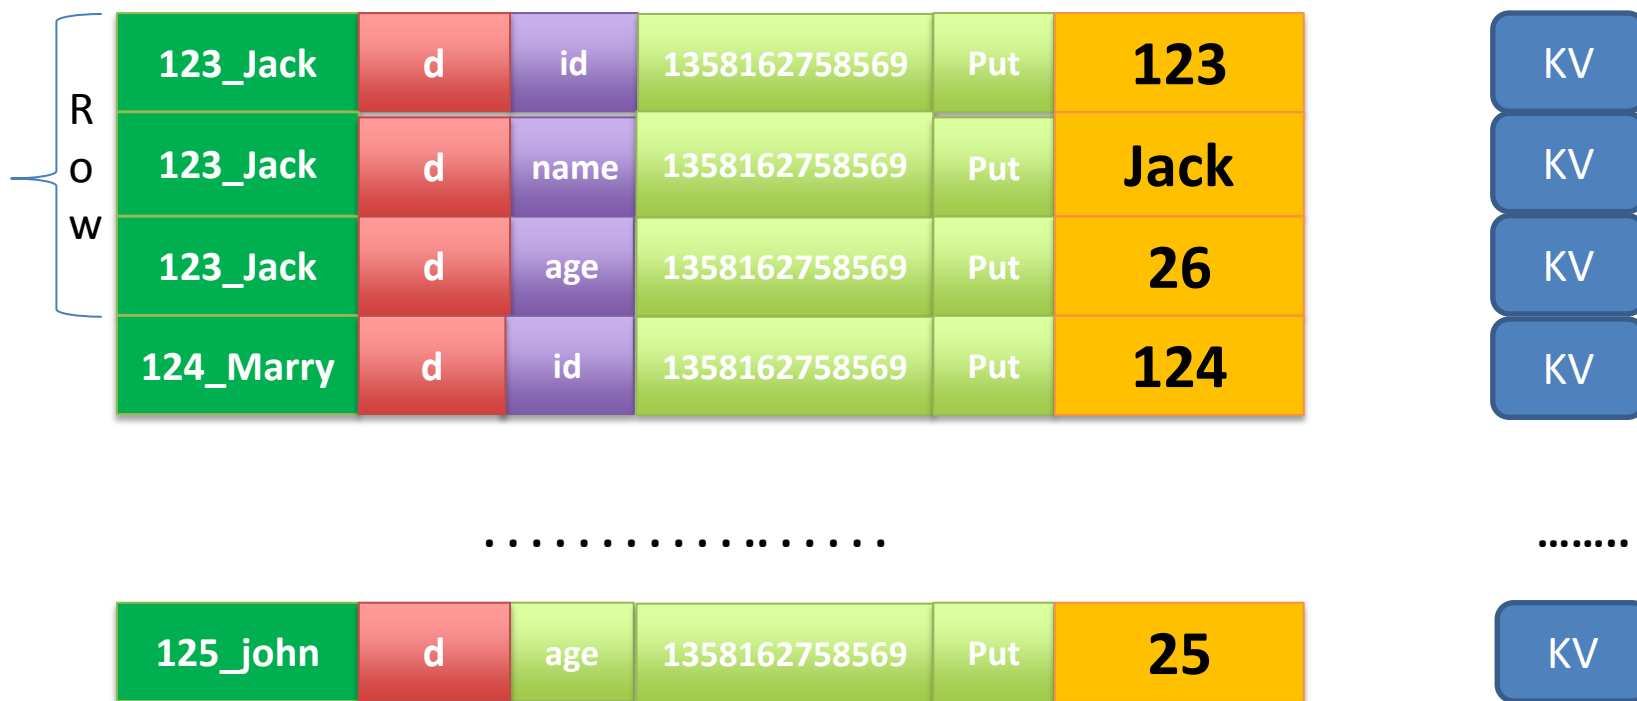 Row
123_Jack d id 1358162758569 Put 123 KV
123_Jack d name 1358162758569 Put Jack KV
123_Jack d age 1358162758569 Put 26 KV
124_Marry d id 1358162758569 Put 124 KV
. . . . . . . . . . . .. . . . . . ........
125_john d age 1358162758569 Put 25 KV